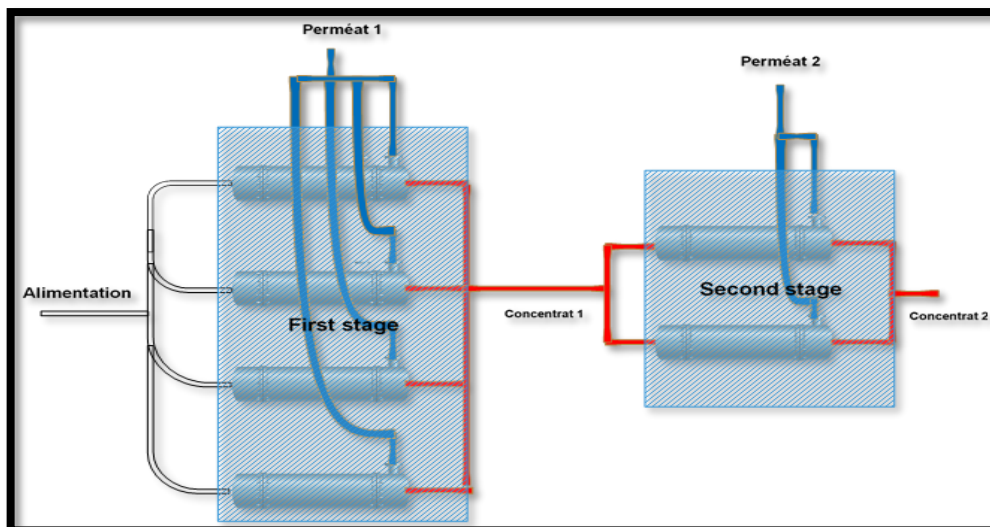 Perméat 1
Perméat 2
Alimentation
First stage
Second stage
Concentrat 1
Concentrat 2